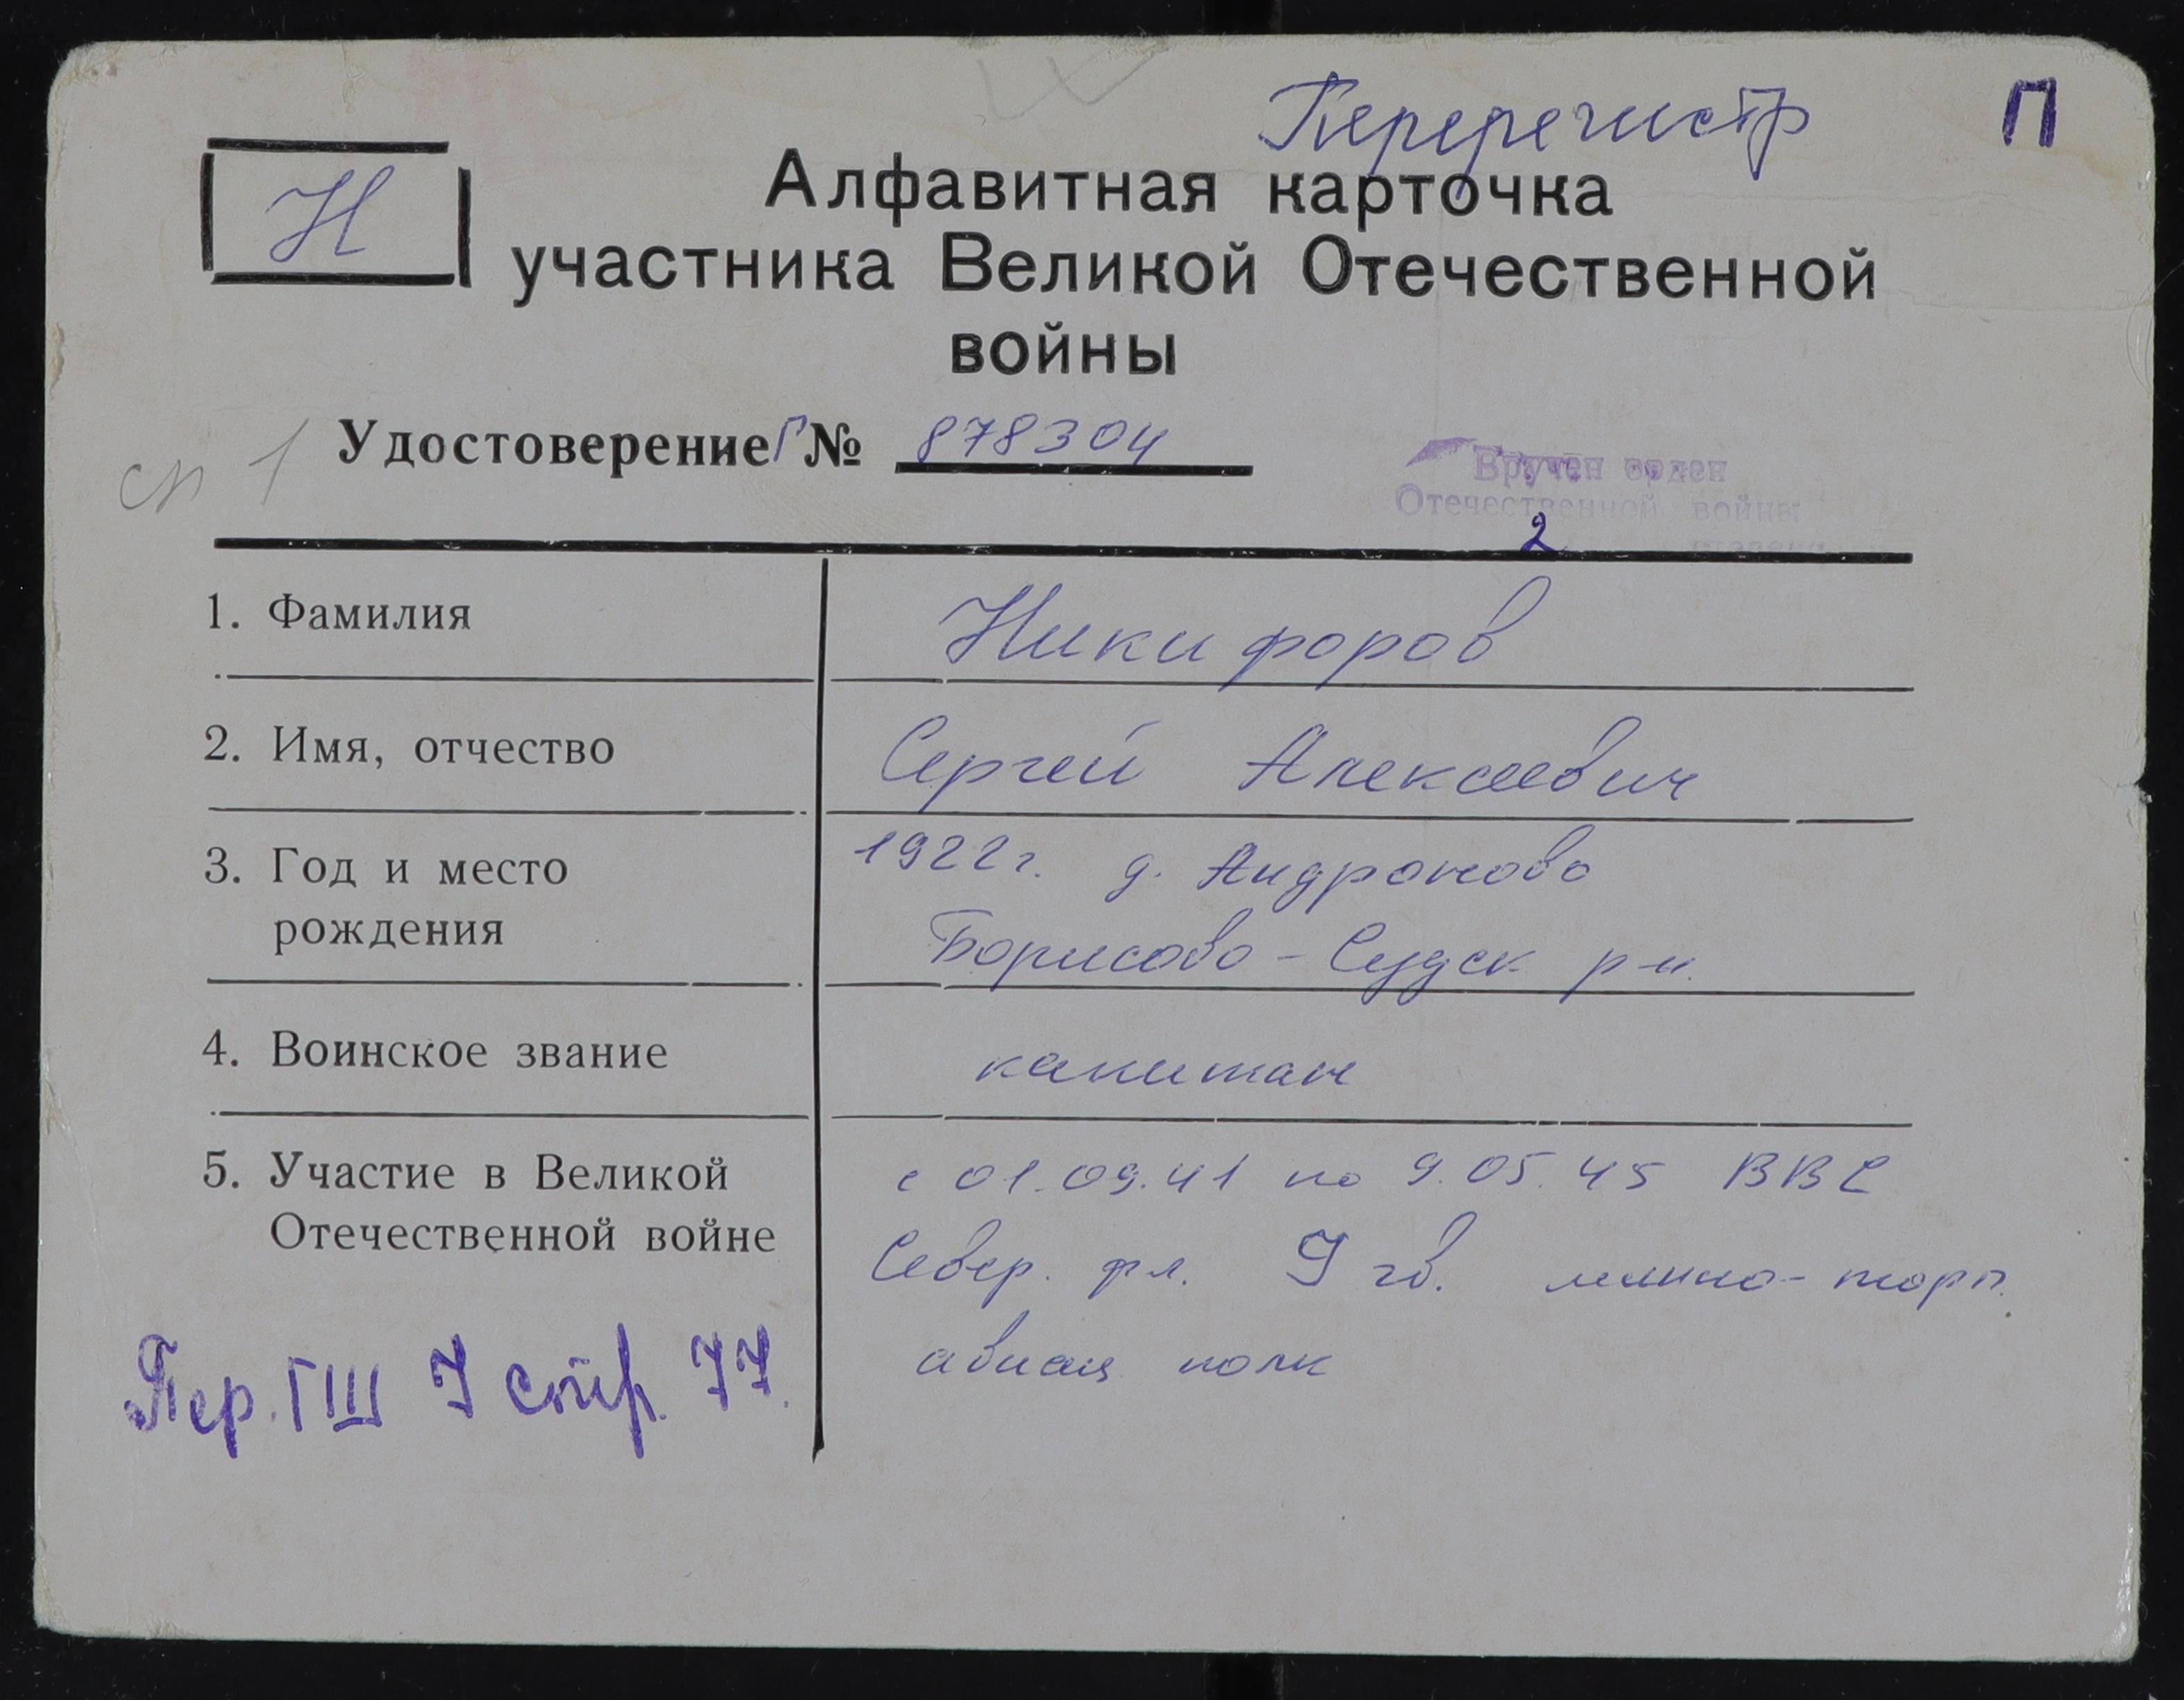 Перерегистр
П
Н
Алфавитная карточка
участника Великой Отечественной
войны
Удостоверение Г № 878304
сп 1
Вручен орден
Отечественной войны
2 степени
1. Фамилия
Никифоров
2. Имя, отчество
Сергей Алексеевич
3. Год и место
рождения
1922г. д. Андроново
Борисово-Судск р-н.
4. Воинское звание
капитан
5. Участие в Великой
Отечественной войне
с 01.09.41 по 9.05.45 ВВС
Север. фл. 9 гв. минно-торп.
авиац. полк
Пер. ГШ I стр. 77.